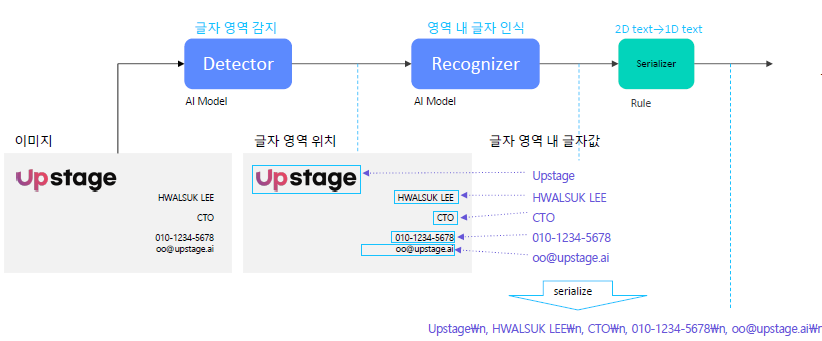 글자 영역 감지
영역 내 글자 인식
2D text→1D text
Detector
Recognizer
Serializer
AI Model
AI Model
Rule
이미지
글자 영역 위치
글자 영역 내 글자값
Upstage
HWALSUK LEE
CTO
010-1234-5678
oo@upstage.ai
Upstage
HWALSUK LEE
CTO
010-1234-5678
oo@upstage.ai
Upstage
HWALSUK LEE
CTO
010-1234-5678
oo@upstage.ai
serialize
Upstage₩n, HWALSUK LEE₩n, CTO₩n, 010-1234-5678₩n, oo@upstage.ai₩n